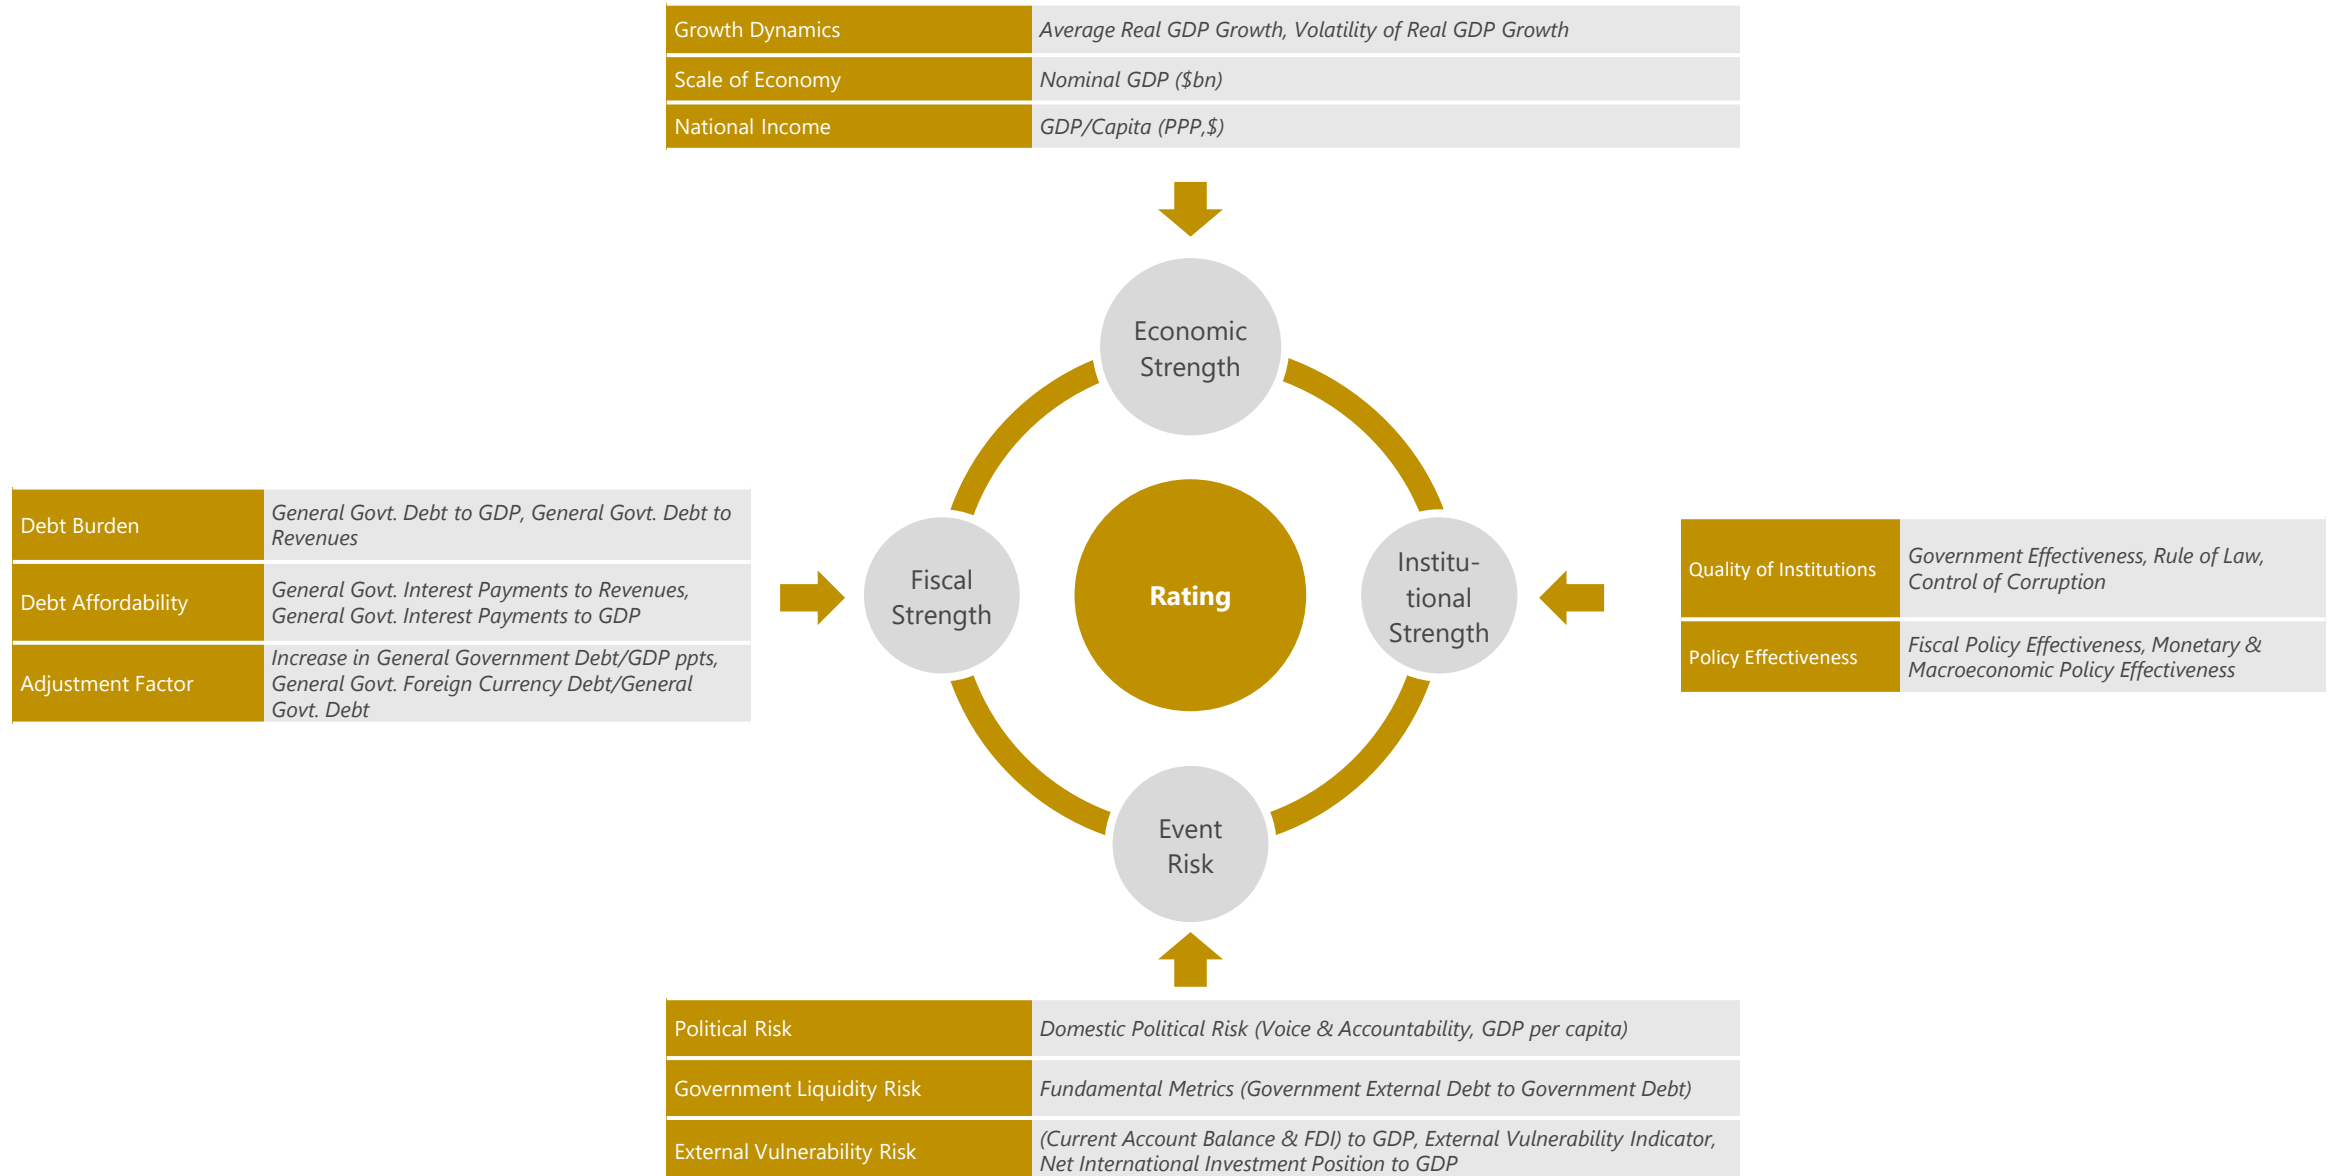 Growth Dynamics
Average Real GDP Growth, Volatility of Real GDP Growth
Scale of Economy
Nominal GDP ($bn)
National Income
GDP/Capita (PPP,$)
Economic
Strength
Debt Burden
General Govt. Debt to GDP, General Govt. Debt to
Revenues
Debt Affordability
General Govt. Interest Payments to Revenues,
General Govt. Interest Payments to GDP
Adjustment Factor
Increase in General Government Debt/GDP ppts,
General Govt. Foreign Currency Debt/General
Govt. Debt
Fiscal
Strength
Rating
Institu-
tional
Strength
Quality of Institutions
Government Effectiveness, Rule of Law,
Control of Corruption
Policy Effectiveness
Fiscal Policy Effectiveness, Monetary &
Macroeconomic Policy Effectiveness
Event
Risk
Political Risk
Domestic Political Risk (Voice & Accountability, GDP per capita)
Government Liquidity Risk
Fundamental Metrics (Government External Debt to Government Debt)
External Vulnerability Risk
(Current Account Balance & FDI) to GDP, External Vulnerability Indicator,
Net International Investment Position to GDP